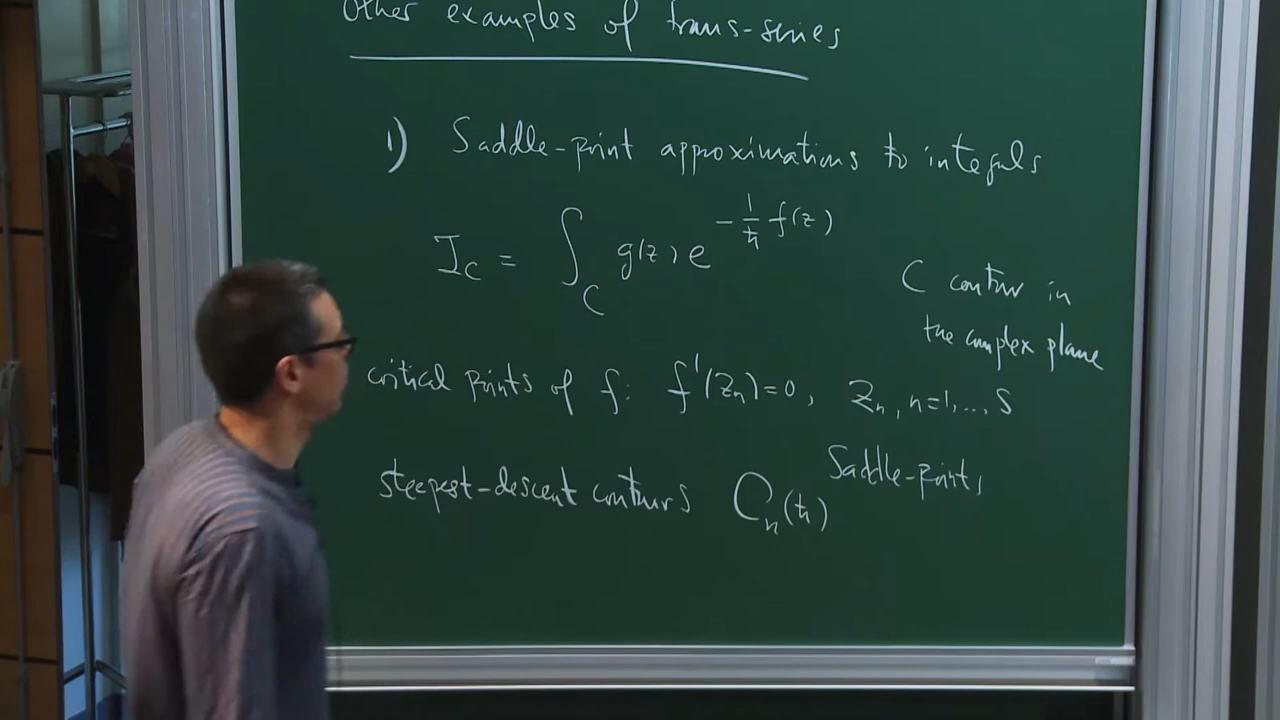 Other examples of trans-series
1) Saddle-point approximations to integrals
I_C = ∫_C g(z) e^{-\frac{1}{ħ} f(z)}
C contour in
the complex plane
critical points of f: f'(z_n)=0, z_n, n=1,..., s
Saddle-points
steepest-descent contours C_n(ħ)